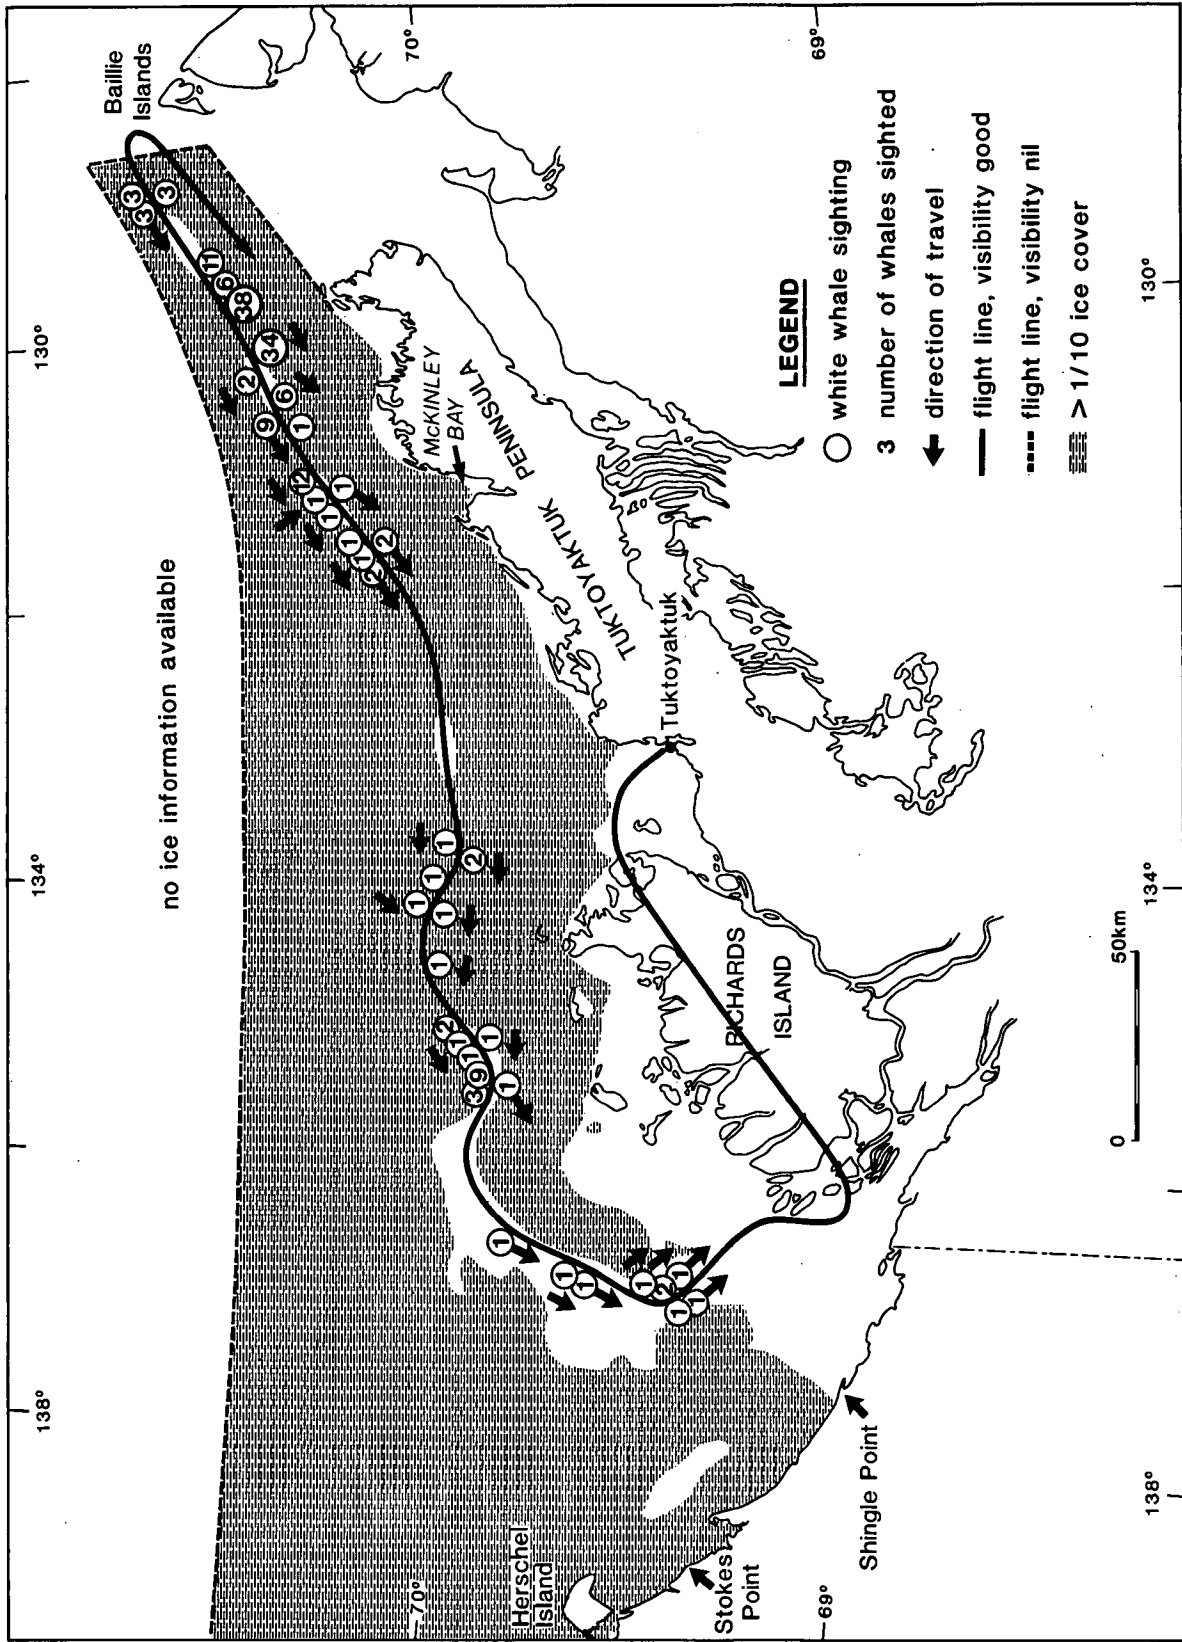 138°
134°
130°
no ice information available
Baillie
Islands
70°
70°
Herschel
Island
Stokes
Point
Shingle Point
69°
69°
1
1
1
1
2
1
1
1
3
9
1
1
2
1
1
1
1
1
1
2
1
2
1
1
2
1
1
12
1
9
1
6
2
34
38
6
11
3
3
3
McKINLEY
BAY
TUKTOYAKTUK PENINSULA
Tuktoyaktuk
RICHARDS
ISLAND
0 50km
LEGEND
white whale sighting
3 number of whales sighted
direction of travel
flight line, visibility good
flight line, visibility nil
> 1/10 ice cover
138°
134°
130°